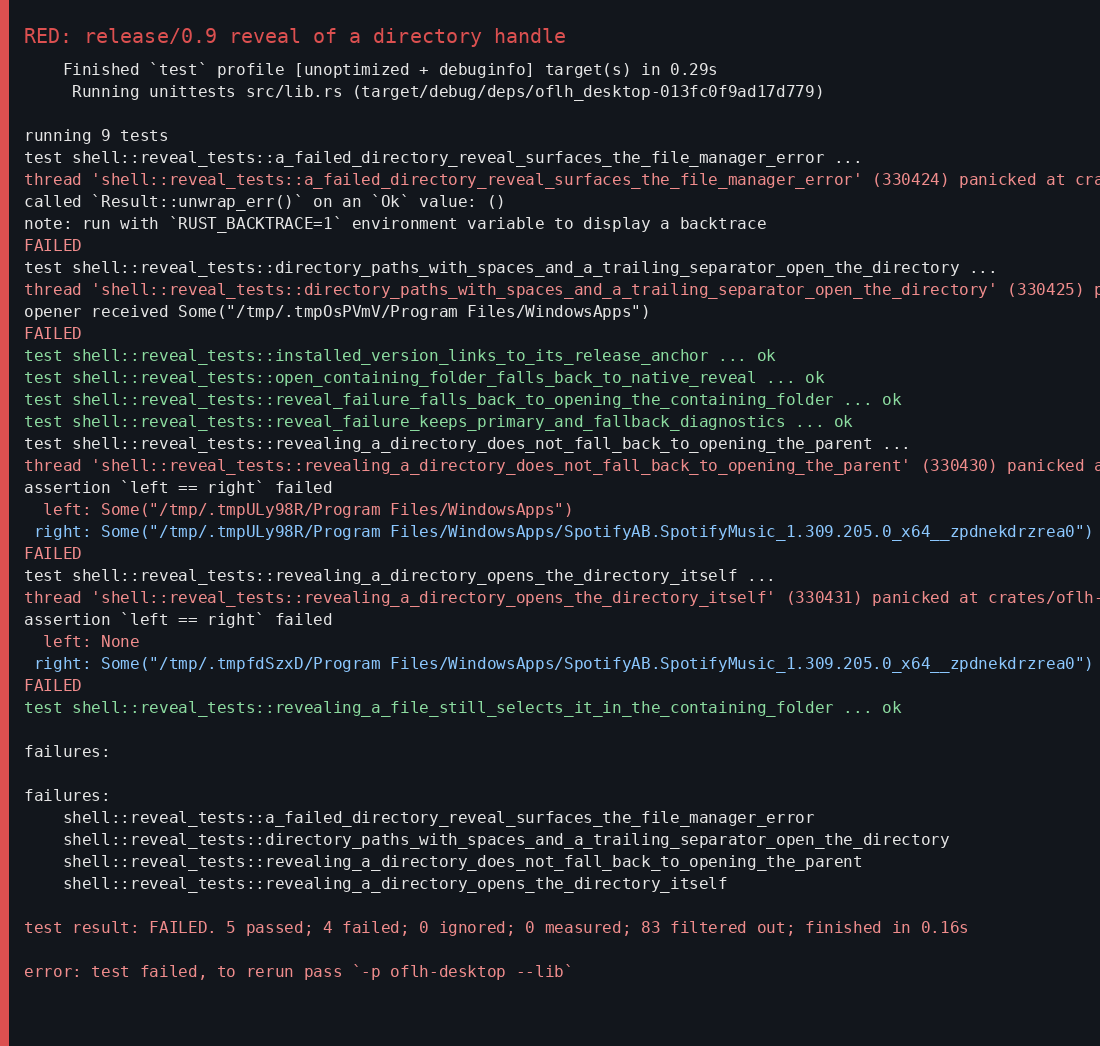 RED: release/0.9 reveal of a directory handle
    Finished `test` profile [unoptimized + debuginfo] target(s) in 0.29s
     Running unittests src/lib.rs (target/debug/deps/oflh_desktop-013fc0f9ad17d779)
running 9 tests
test shell::reveal_tests::a_failed_directory_reveal_surfaces_the_file_manager_error ...
thread 'shell::reveal_tests::a_failed_directory_reveal_surfaces_the_file_manager_error' (330424) panicked at cra
called `Result::unwrap_err()` on an `Ok` value: ()
note: run with `RUST_BACKTRACE=1` environment variable to display a backtrace
FAILED
test shell::reveal_tests::directory_paths_with_spaces_and_a_trailing_separator_open_the_directory ...
thread 'shell::reveal_tests::directory_paths_with_spaces_and_a_trailing_separator_open_the_directory' (330425) p
opener received Some("/tmp/.tmpOsPVmV/Program Files/WindowsApps")
FAILED
test shell::reveal_tests::installed_version_links_to_its_release_anchor ... ok
test shell::reveal_tests::open_containing_folder_falls_back_to_native_reveal ... ok
test shell::reveal_tests::reveal_failure_falls_back_to_opening_the_containing_folder ... ok
test shell::reveal_tests::reveal_failure_keeps_primary_and_fallback_diagnostics ... ok
test shell::reveal_tests::revealing_a_directory_does_not_fall_back_to_opening_the_parent ...
thread 'shell::reveal_tests::revealing_a_directory_does_not_fall_back_to_opening_the_parent' (330430) panicked a
assertion `left == right` failed
  left: Some("/tmp/.tmpULy98R/Program Files/WindowsApps")
 right: Some("/tmp/.tmpULy98R/Program Files/WindowsApps/SpotifyAB.SpotifyMusic_1.309.205.0_x64__zpdnekdrzrea0")
FAILED
test shell::reveal_tests::revealing_a_directory_opens_the_directory_itself ...
thread 'shell::reveal_tests::revealing_a_directory_opens_the_directory_itself' (330431) panicked at crates/oflh-
assertion `left == right` failed
  left: None
 right: Some("/tmp/.tmpfdSzxD/Program Files/WindowsApps/SpotifyAB.SpotifyMusic_1.309.205.0_x64__zpdnekdrzrea0")
FAILED
test shell::reveal_tests::revealing_a_file_still_selects_it_in_the_containing_folder ... ok
failures:
failures:
    shell::reveal_tests::a_failed_directory_reveal_surfaces_the_file_manager_error
    shell::reveal_tests::directory_paths_with_spaces_and_a_trailing_separator_open_the_directory
    shell::reveal_tests::revealing_a_directory_does_not_fall_back_to_opening_the_parent
    shell::reveal_tests::revealing_a_directory_opens_the_directory_itself
test result: FAILED. 5 passed; 4 failed; 0 ignored; 0 measured; 83 filtered out; finished in 0.16s
error: test failed, to rerun pass `-p oflh-desktop --lib`